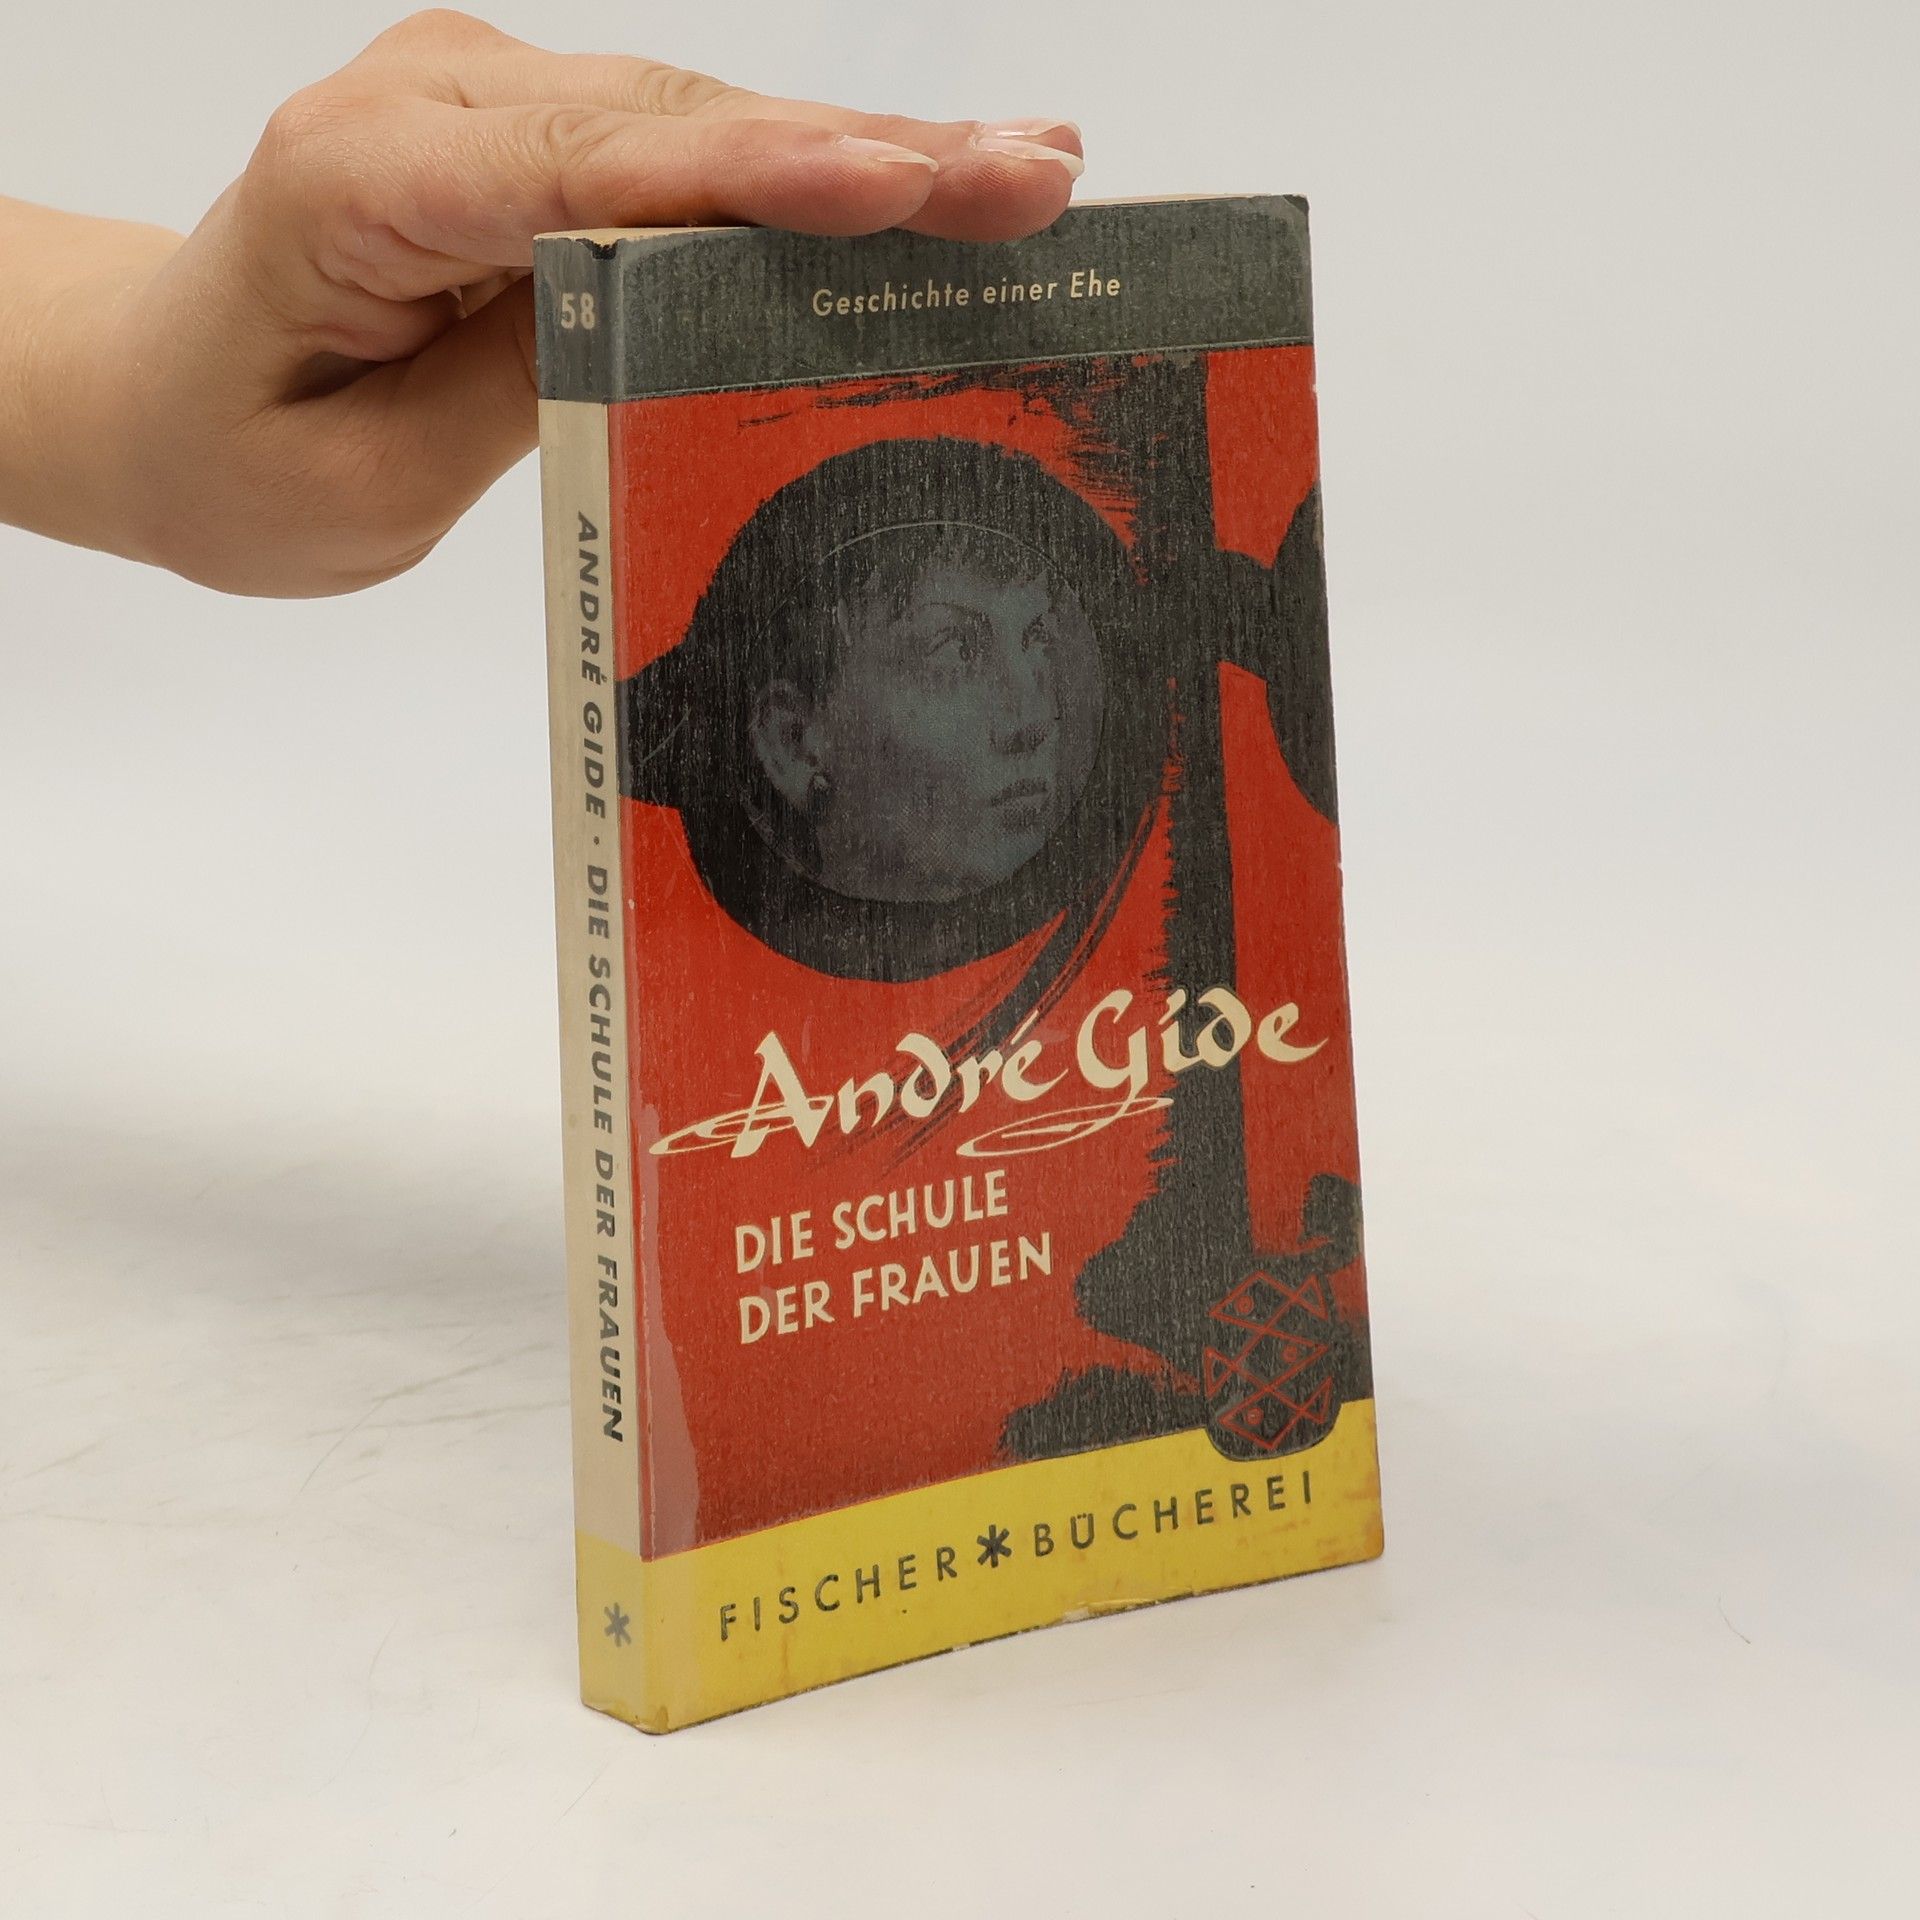 58
ANDRÉ GIDE · DIE SCHULE DER FRAUEN
*
Geschichte einer Ehe
André Gide
DIE SCHULE
DER FRAUEN
FISCHER * BÜCHEREI